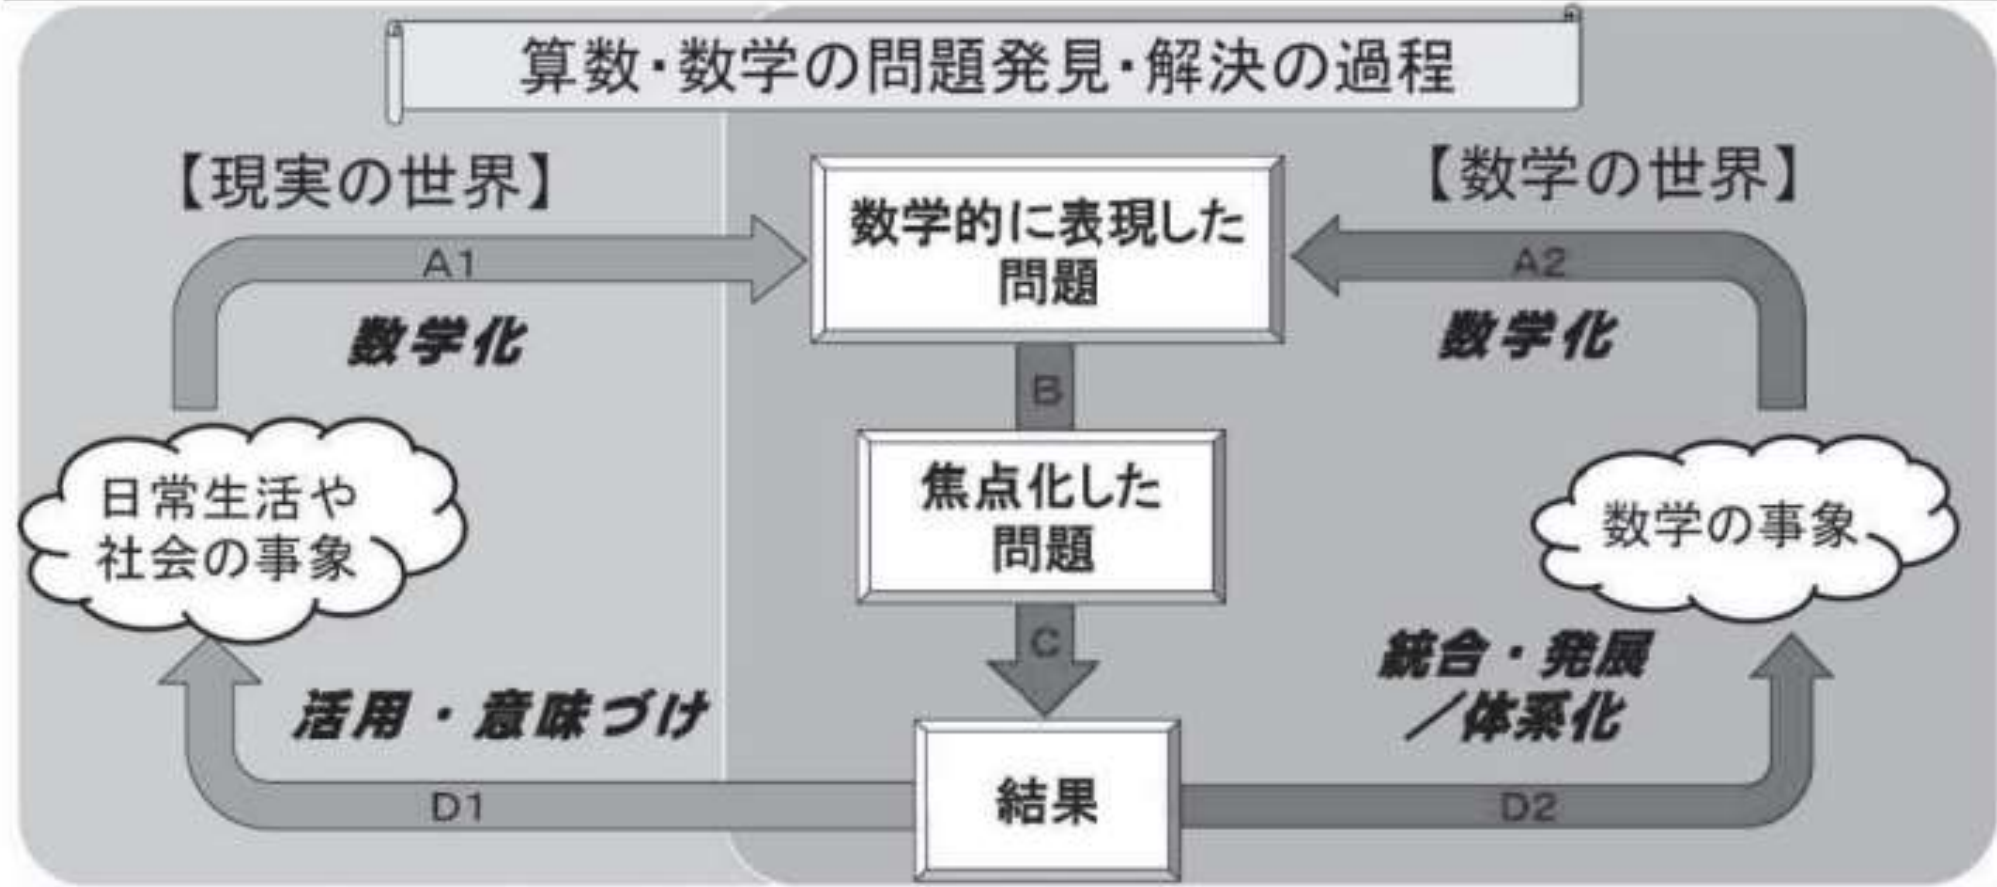 算数・数学の問題発見・解決の過程
【現実の世界】
【数学の世界】
数学的に表現した
問題
A1
A2
数学化
数学化
B
日常生活や
社会の事象
焦点化した
問題
数学の事象
C
活用・意味づけ
統合・発展
／体系化
D1
結果
D2